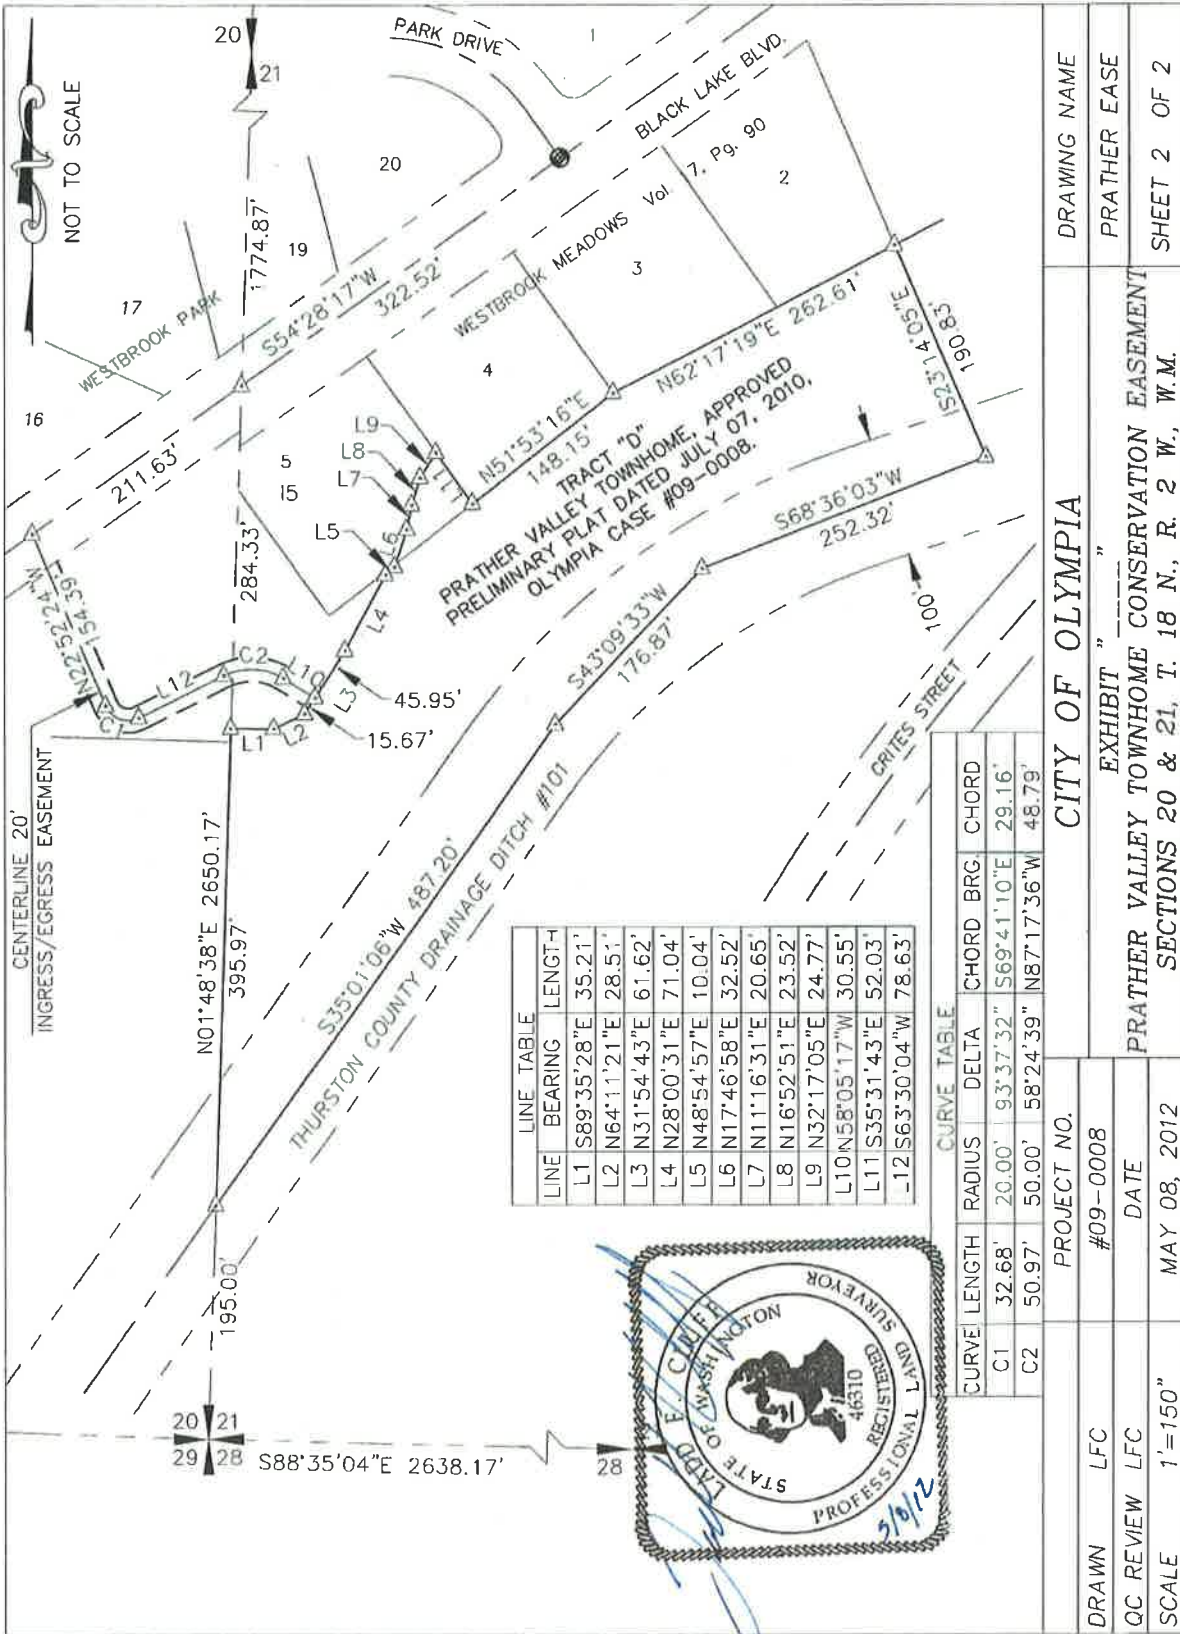 NOT TO SCALE
CENTERLINE 20'
INGRESS/EGRESS EASEMENT
20
21
29
28
28
20
21
195.00'
S88°35'04"E 2638.17'
N01°48'38"E 2650.17'
395.97'
284.33'
1774.87'
N22°52'24"W
154.39'
211.63'
S54°28'17"W
322.52'
WESTBROOK PARK
16
17
19
20
1
PARK DRIVE
BLACK LAKE BLVD.
WESTBROOK MEADOWS Vol. 7, Pg. 90
2
3
4
5
15
C1
L12
C2
L10
L1
L2
L3
L4
L5
L6
L7
L8
L9
L11
15.67'
45.95'
N51°53'16"E
148.15'
N62°17'19"E 262.61'
S23°14'05"E
190.83'
S68°36'03"W
252.32'
S43°09'33"W
176.87'
S35°01'06"W 487.20'
TRACT "D"
PRATHER VALLEY TOWNHOME, APPROVED
PRELIMINARY PLAT DATED JULY 07, 2010,
OLYMPIA CASE #09-0008.
THURSTON COUNTY DRAINAGE DITCH #101
100'
CRITES STREET
LINE TABLE
LINE BEARING LENGTH
L1 S89°35'28"E 35.21'
L2 N64°11'21"E 28.51'
L3 N31°54'43"E 61.62'
L4 N28°00'31"E 71.04'
L5 N48°54'57"E 10.04'
L6 N17°46'58"E 32.52'
L7 N11°16'31"E 20.65'
L8 N16°52'51"E 23.52'
L9 N32°17'05"E 24.77'
L10 N58°05'17"W 30.55'
L11 S35°31'43"E 52.03'
L12 S63°30'04"W 78.63'
CURVE TABLE
CURVE LENGTH RADIUS DELTA CHORD BRG. CHORD
C1 32.68' 20.00' 93°37'32" S69°41'10"E 29.16'
C2 50.97' 50.00' 58°24'39" N87°17'36"W 48.79'
LADD E.
STATE OF WASHINGTON
46310
REGISTERED
PROFESSIONAL LAND SURVEYOR
5/8/12
DRAWN LFC
QC REVIEW LFC
SCALE 1'=150"
PROJECT NO.
#09-0008
DATE
MAY 08, 2012
CITY OF OLYMPIA
EXHIBIT "____"
PRATHER VALLEY TOWNHOME CONSERVATION EASEMENT
SECTIONS 20 & 21, T. 18 N., R. 2 W., W.M.
DRAWING NAME
PRATHER EASE
SHEET 2 OF 2